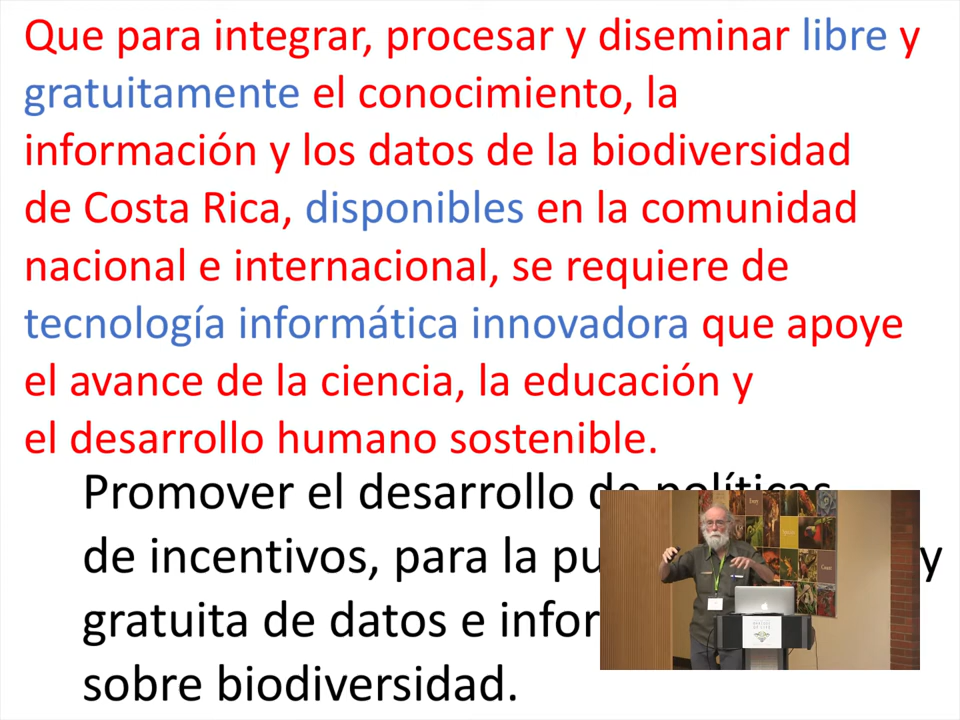 Que para integrar, procesar y diseminar libre y
gratuitamente el conocimiento, la
información y los datos de la biodiversidad
de Costa Rica, disponibles en la comunidad
nacional e internacional, se requiere de
tecnología informática innovadora que apoye
el avance de la ciencia, la educación y
el desarrollo humano sostenible.
Promover el desarrollo de políticas
de incentivos, para la y
gratuita de datos e
sobre biodiversidad.